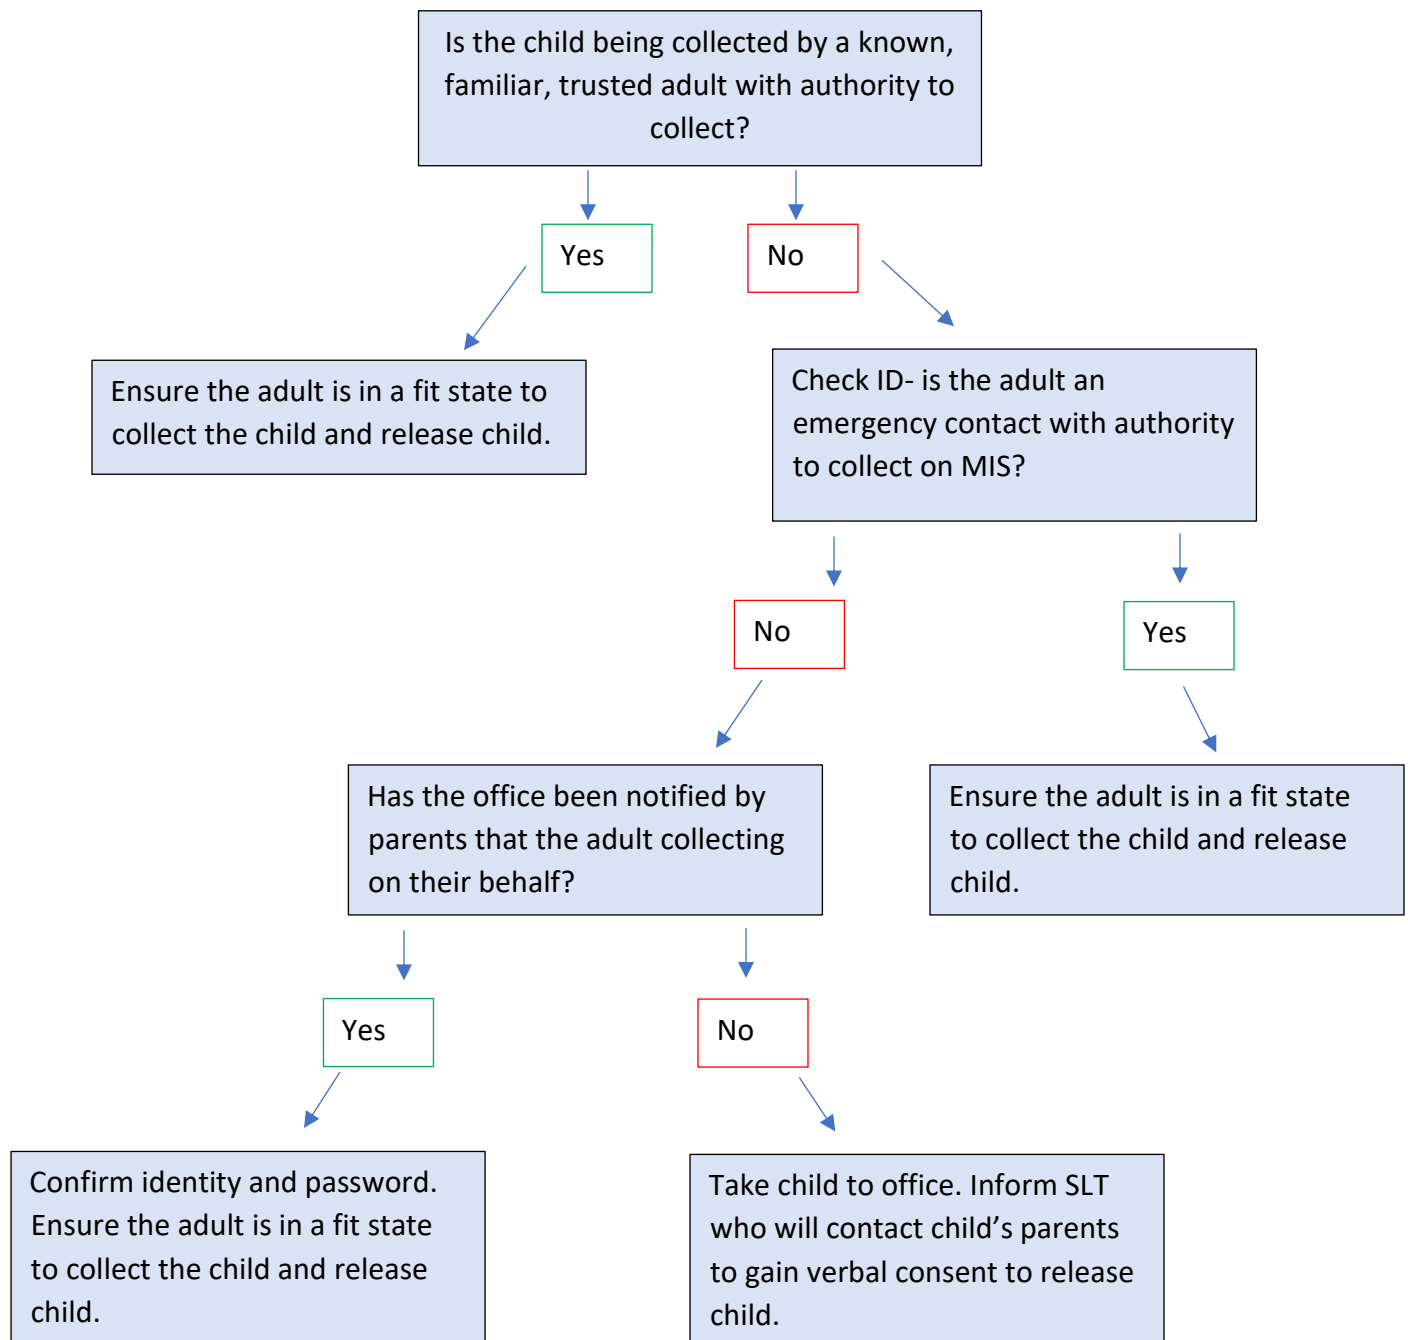 Is the child being collected by a known,
familiar, trusted adult with authority to
collect?
Yes
No
Ensure the adult is in a fit state to
collect the child and release child.
Check ID- is the adult an
emergency contact with authority
to collect on MIS?
No
Yes
Has the office been notified by
parents that the adult collecting
on their behalf?
Ensure the adult is in a fit state
to collect the child and release
child.
Yes
No
Confirm identity and password.
Ensure the adult is in a fit state
to collect the child and release
child.
Take child to office. Inform SLT
who will contact child’s parents
to gain verbal consent to release
child.